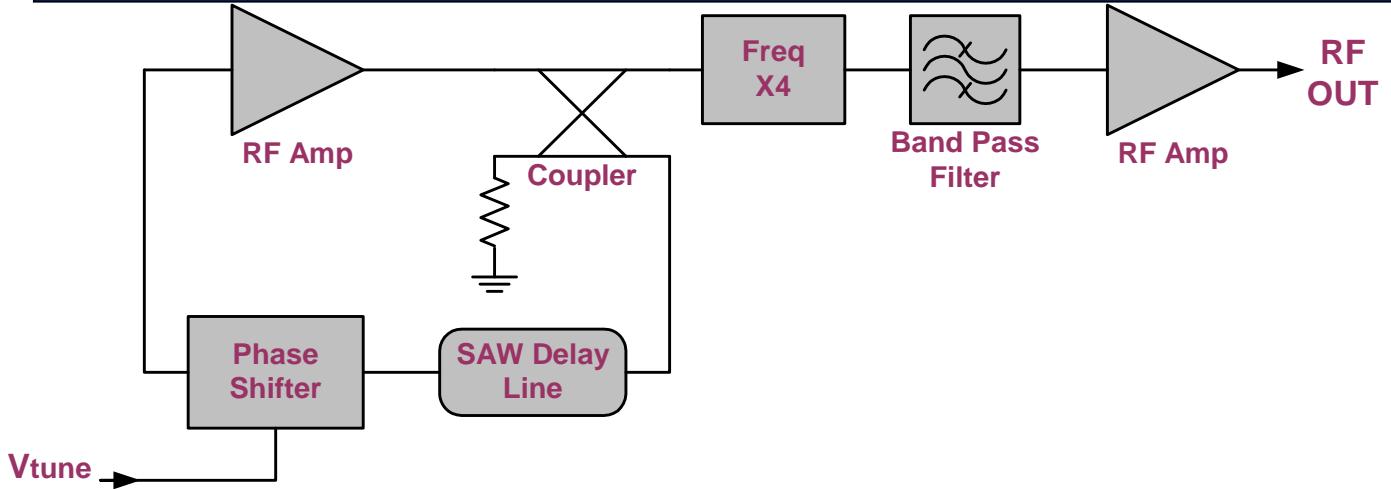 Freq
X4
RF
OUT
RF Amp
Coupler
Band Pass
Filter
RF Amp
Phase
Shifter
SAW Delay
Line
Vtune